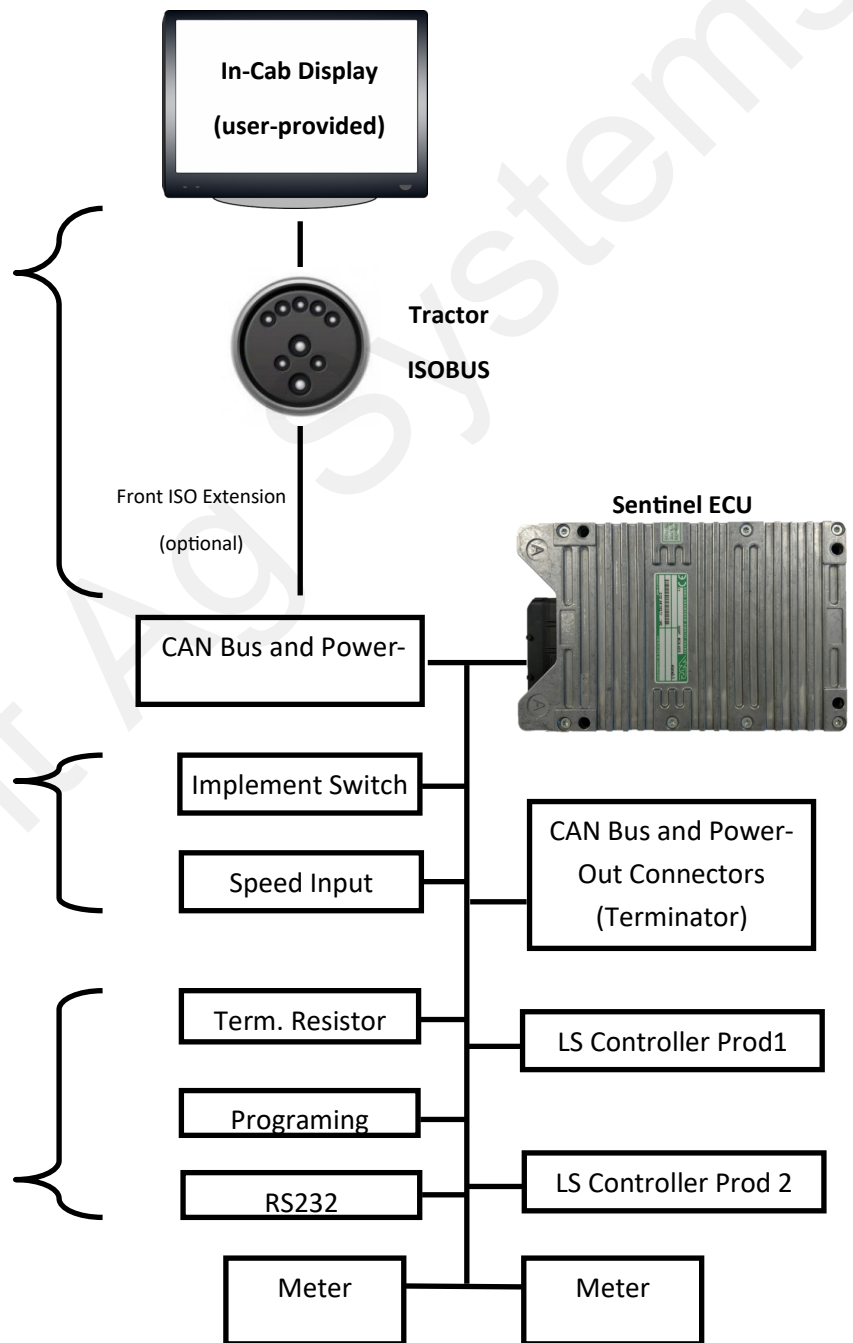 In-Cab Display
(user-provided)
Tractor
ISOBUS
Front ISO Extension
(optional)
Sentinel ECU
CAN Bus and Power-
Implement Switch
CAN Bus and Power-
Out Connectors
(Terminator)
Speed Input
Term. Resistor
LS Controller Prod1
Programing
LS Controller Prod 2
RS232
Meter
Meter
t Ag Systems